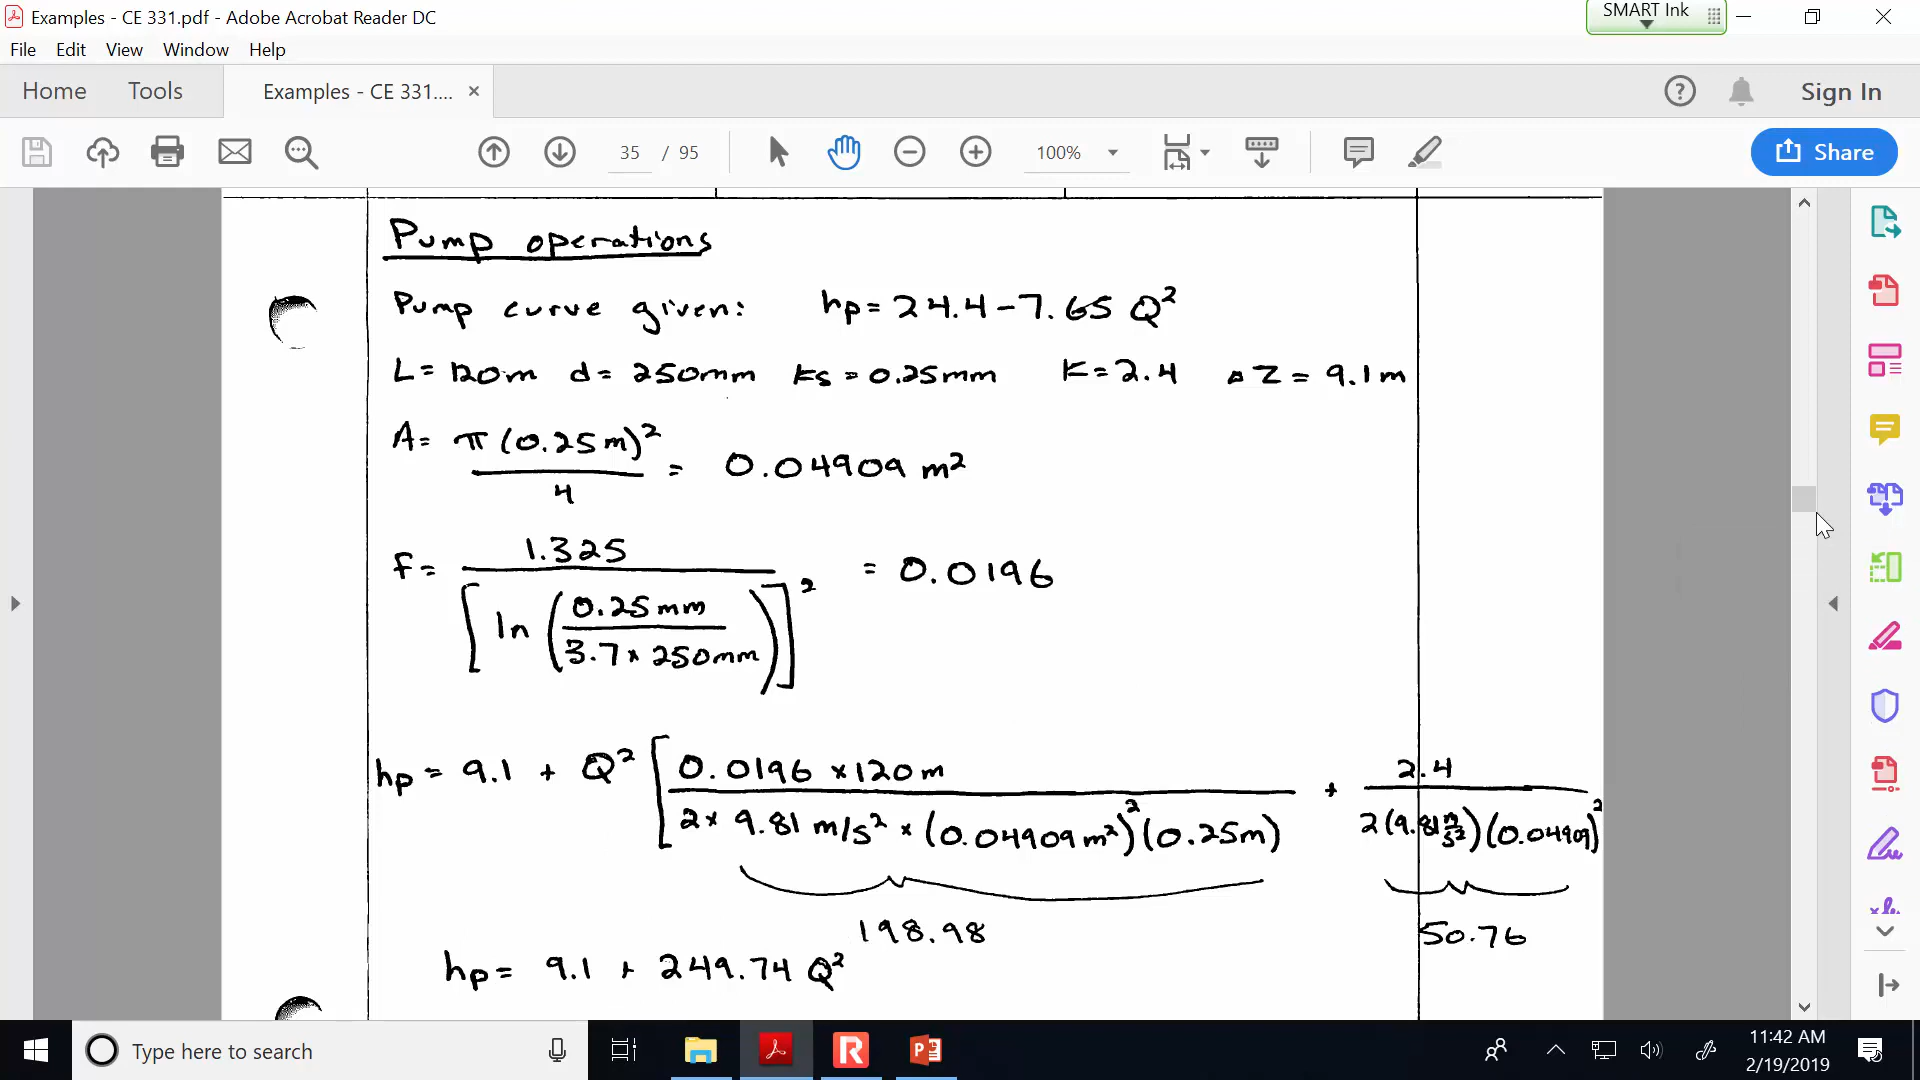 Examples - CE 331.pdf - Adobe Acrobat Reader DC
SMART Ink
File Edit View Window Help
Home Tools Examples - CE 331.... × Sign In
35 / 95 100% Share
Pump operations
Pump curve given: hp = 24.4 - 7.65 Q²
L = 120m d = 250mm ks = 0.25mm K = 2.4 ΔZ = 9.1m
A = π (0.25m)² / 4 = 0.04909 m²
f = 1.325 / [ln (0.25mm / 3.7 × 250mm)]² = 0.0196
hp = 9.1 + Q² [0.0196 × 120m / 2 × 9.81 m/s² × (0.04909 m²)² (0.25m) + 2.4 / 2(9.81 m/s²)(0.04909)²
198.98 50.76
hp = 9.1 + 249.74 Q²
Type here to search
11:42 AM
2/19/2019